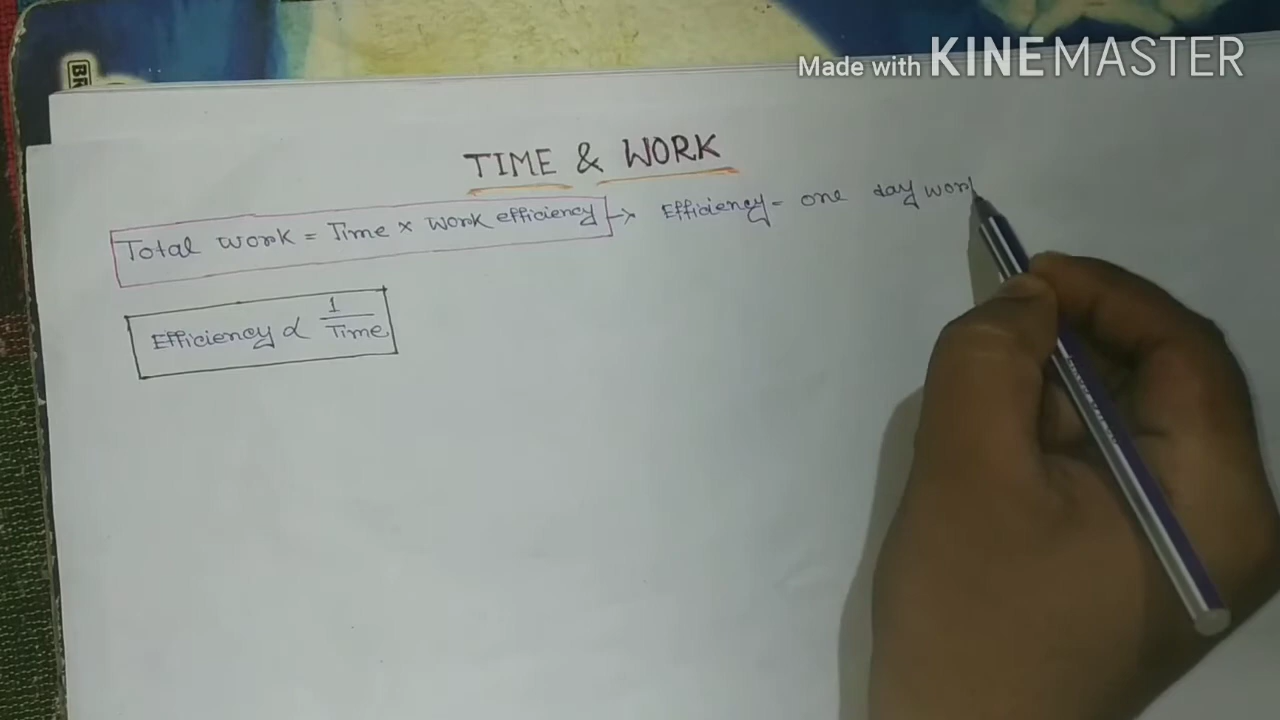 Made with KINEMASTER
TIME & WORK
Total work = Time × Work efficiency → Efficiency = one day work
Efficiency ∝ 1/Time